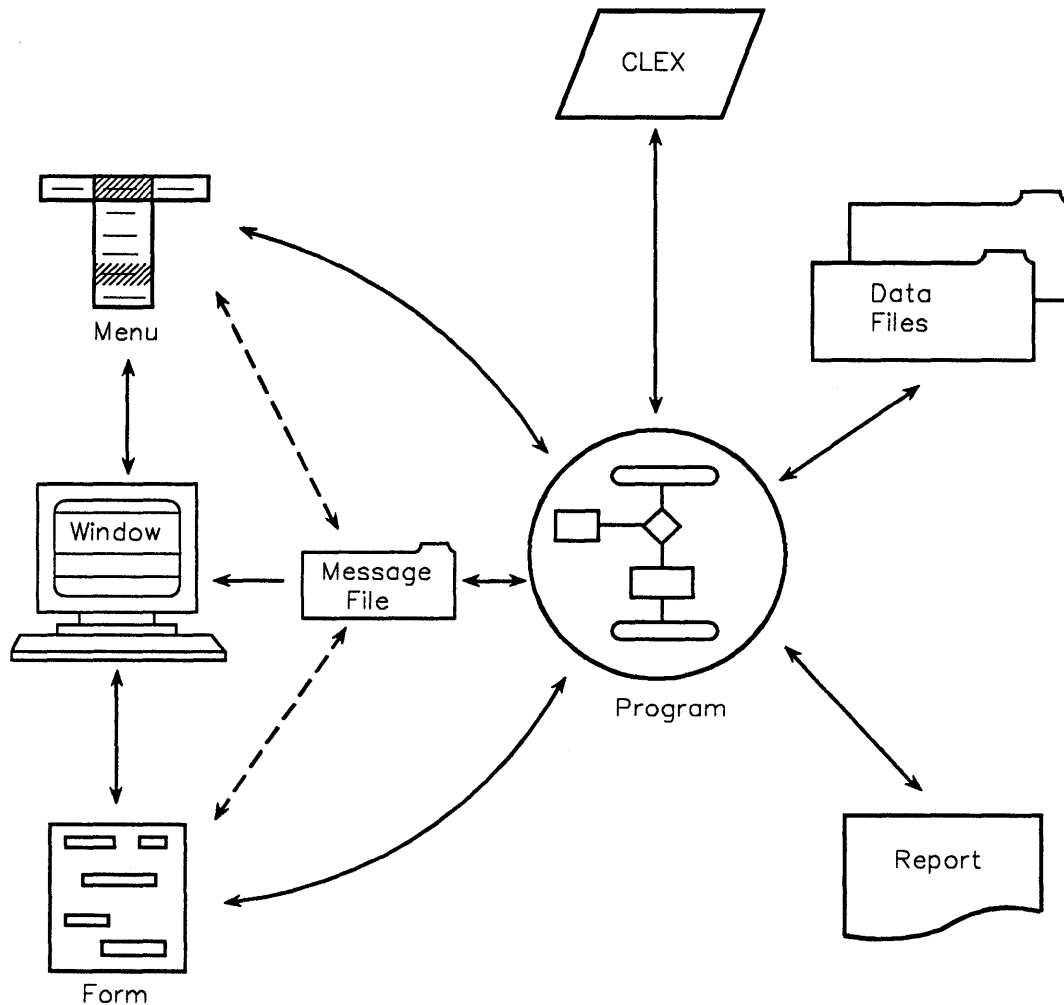 CLEX
Menu
Data
Files
Window
Message
File
Program
Report
Form